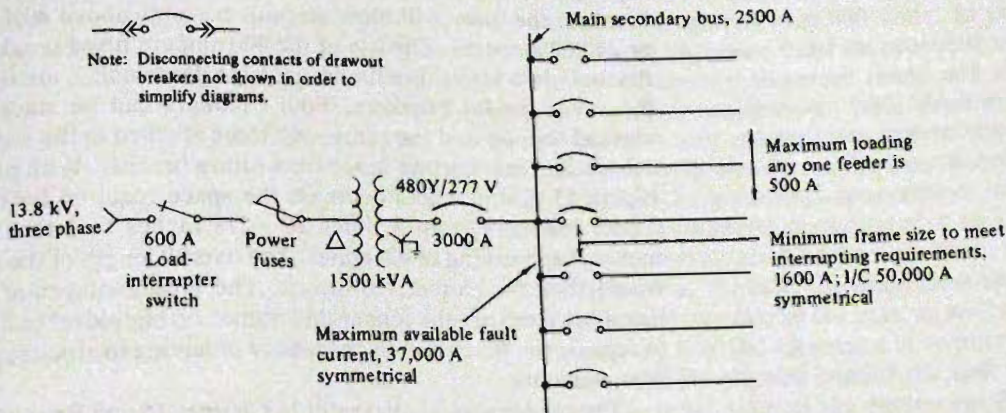 Note: Disconnecting contacts of drawout
breakers not shown in order to
simplify diagrams.
Main secondary bus, 2500 A
Maximum loading
any one feeder is
500 A
480Y/277 V
13.8 kV,
three phase
600 A
Load-
interrupter
switch
Power
fuses
1500 kVA
3000 A
Minimum frame size to meet
interrupting requirements,
1600 A; I/C 50,000 A
symmetrical
Maximum available fault
current, 37,000 A
symmetrical